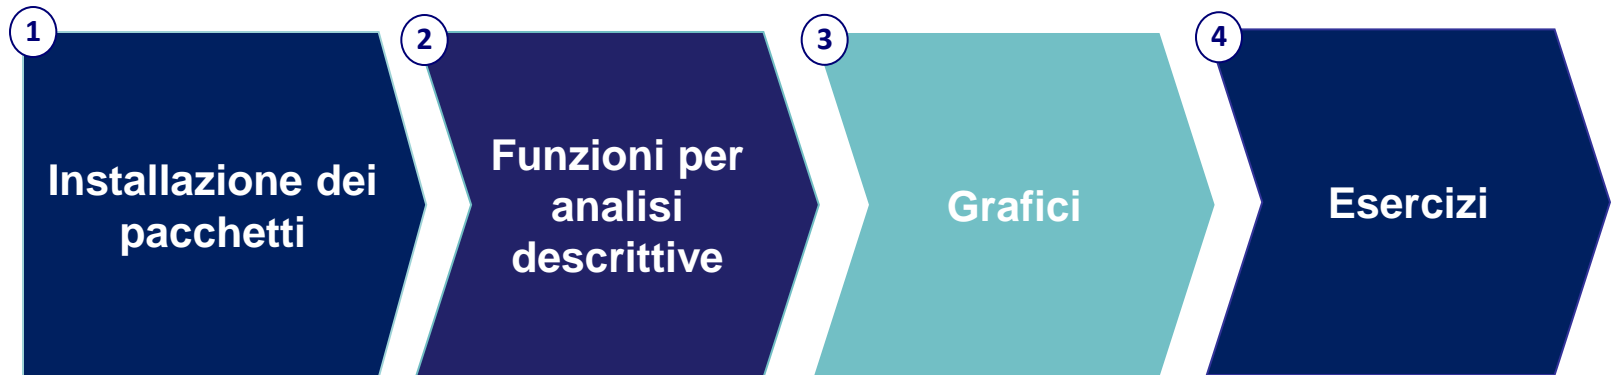 1
Installazione dei
pacchetti
2
Funzioni per
analisi
descrittive
3
Grafici
4
Esercizi